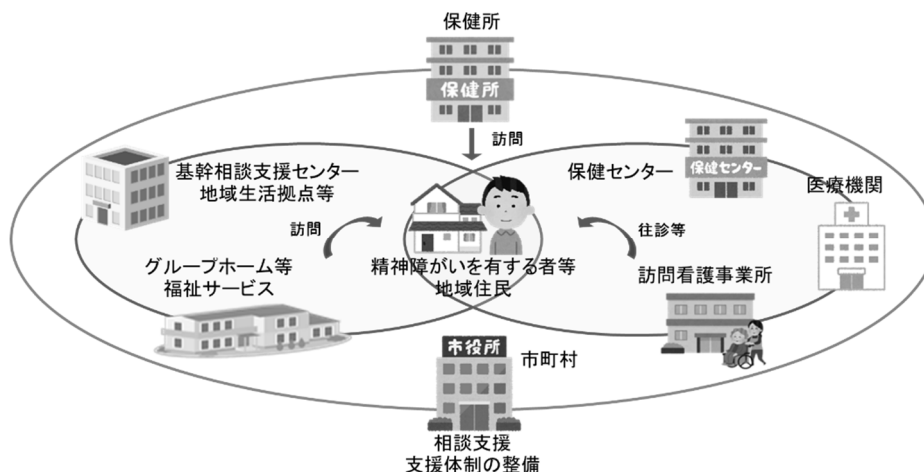 保健所
保健所
訪問
基幹相談支援センター
地域生活拠点等
保健センター
保健センター
医療機関
訪問
往診等
グループホーム等
福祉サービス
精神障がいを有する者等
地域住民
訪問看護事業所
市役所
市町村
相談支援
支援体制の整備